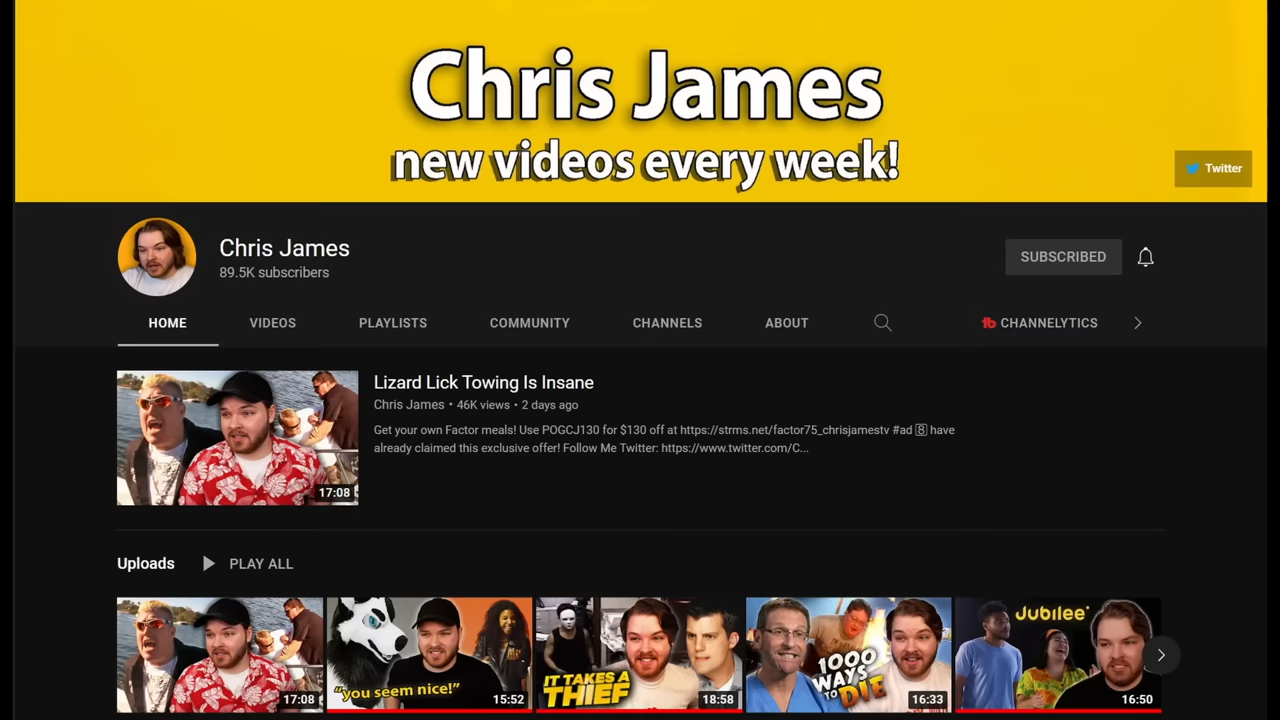 Chris James
new videos every week!
Twitter
Chris James
89.5K subscribers
SUBSCRIBED
HOME
VIDEOS
PLAYLISTS
COMMUNITY
CHANNELS
ABOUT
tb CHANNELYTICS
Lizard Lick Towing Is Insane
Chris James • 46K views • 2 days ago
Get your own Factor meals! Use POGCJ130 for $130 off at https://strms.net/factor75_chrisjamestv #ad 8 have
already claimed this exclusive offer! Follow Me Twitter: https://www.twitter.com/C...
17:08
Uploads
PLAY ALL
17:08
"you seem nice!"
15:52
IT TAKES A
THIEF
18:58
1000
WAYS
TO DIE
16:33
Jubilee
16:50